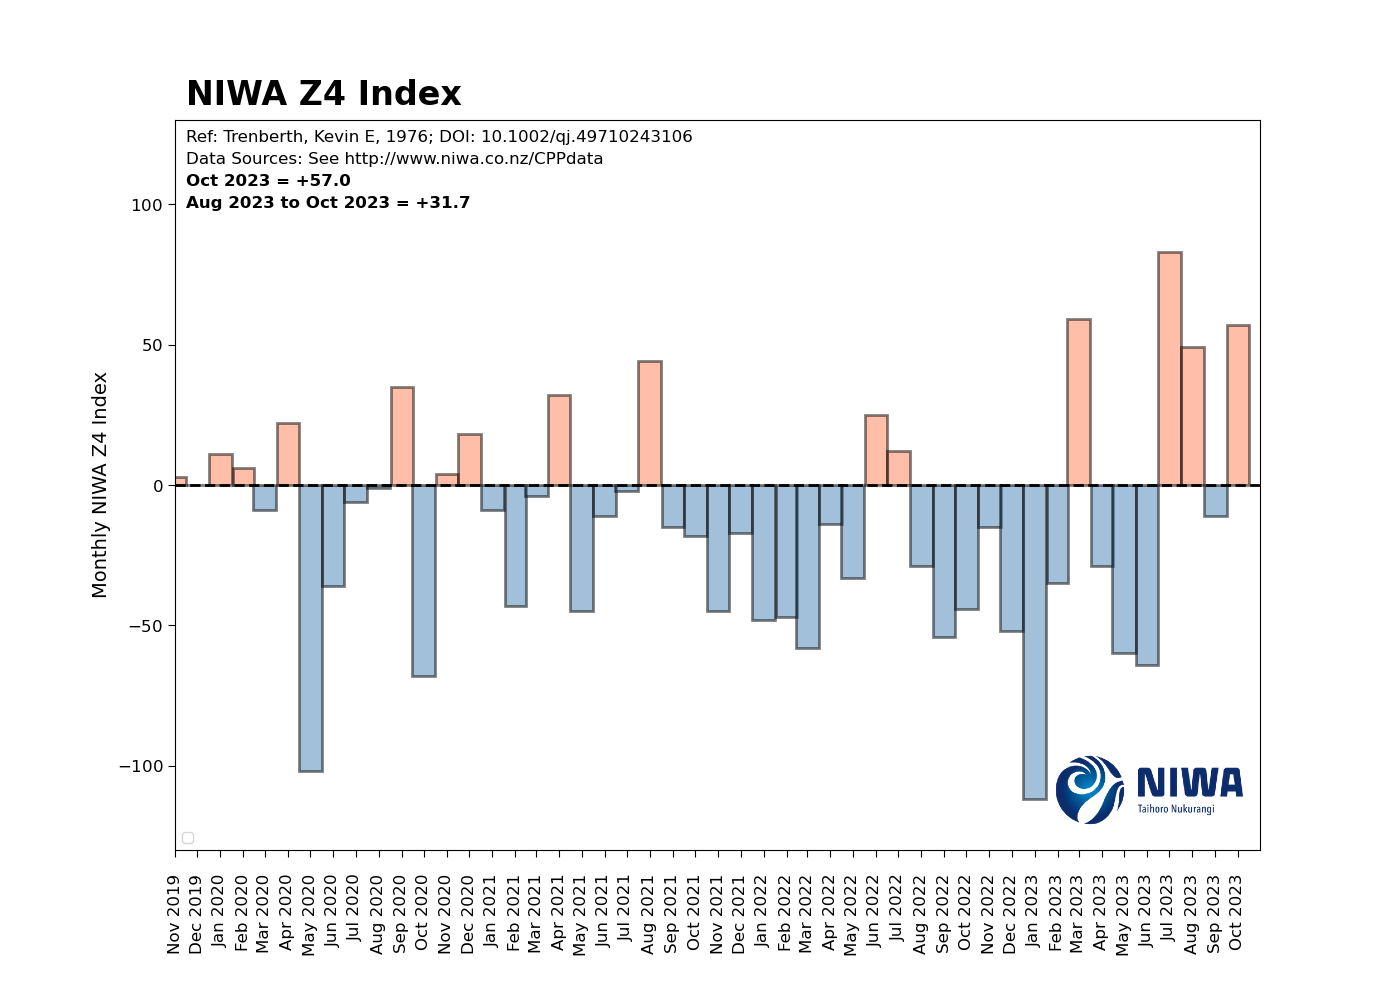 NIWA Z4 Index
Ref: Trenberth, Kevin E, 1976; DOI: 10.1002/qj.49710243106
Data Sources: See http://www.niwa.co.nz/CPPdata
Oct 2023 = +57.0
Aug 2023 to Oct 2023 = +31.7
Monthly NIWA Z4 Index
100
50
0
−50
−100
NIWA
Taihoro Nukurangi
Nov 2019
Dec 2019
Jan 2020
Feb 2020
Mar 2020
Apr 2020
May 2020
Jun 2020
Jul 2020
Aug 2020
Sep 2020
Oct 2020
Nov 2020
Dec 2020
Jan 2021
Feb 2021
Mar 2021
Apr 2021
May 2021
Jun 2021
Jul 2021
Aug 2021
Sep 2021
Oct 2021
Nov 2021
Dec 2021
Jan 2022
Feb 2022
Mar 2022
Apr 2022
May 2022
Jun 2022
Jul 2022
Aug 2022
Sep 2022
Oct 2022
Nov 2022
Dec 2022
Jan 2023
Feb 2023
Mar 2023
Apr 2023
May 2023
Jun 2023
Jul 2023
Aug 2023
Sep 2023
Oct 2023